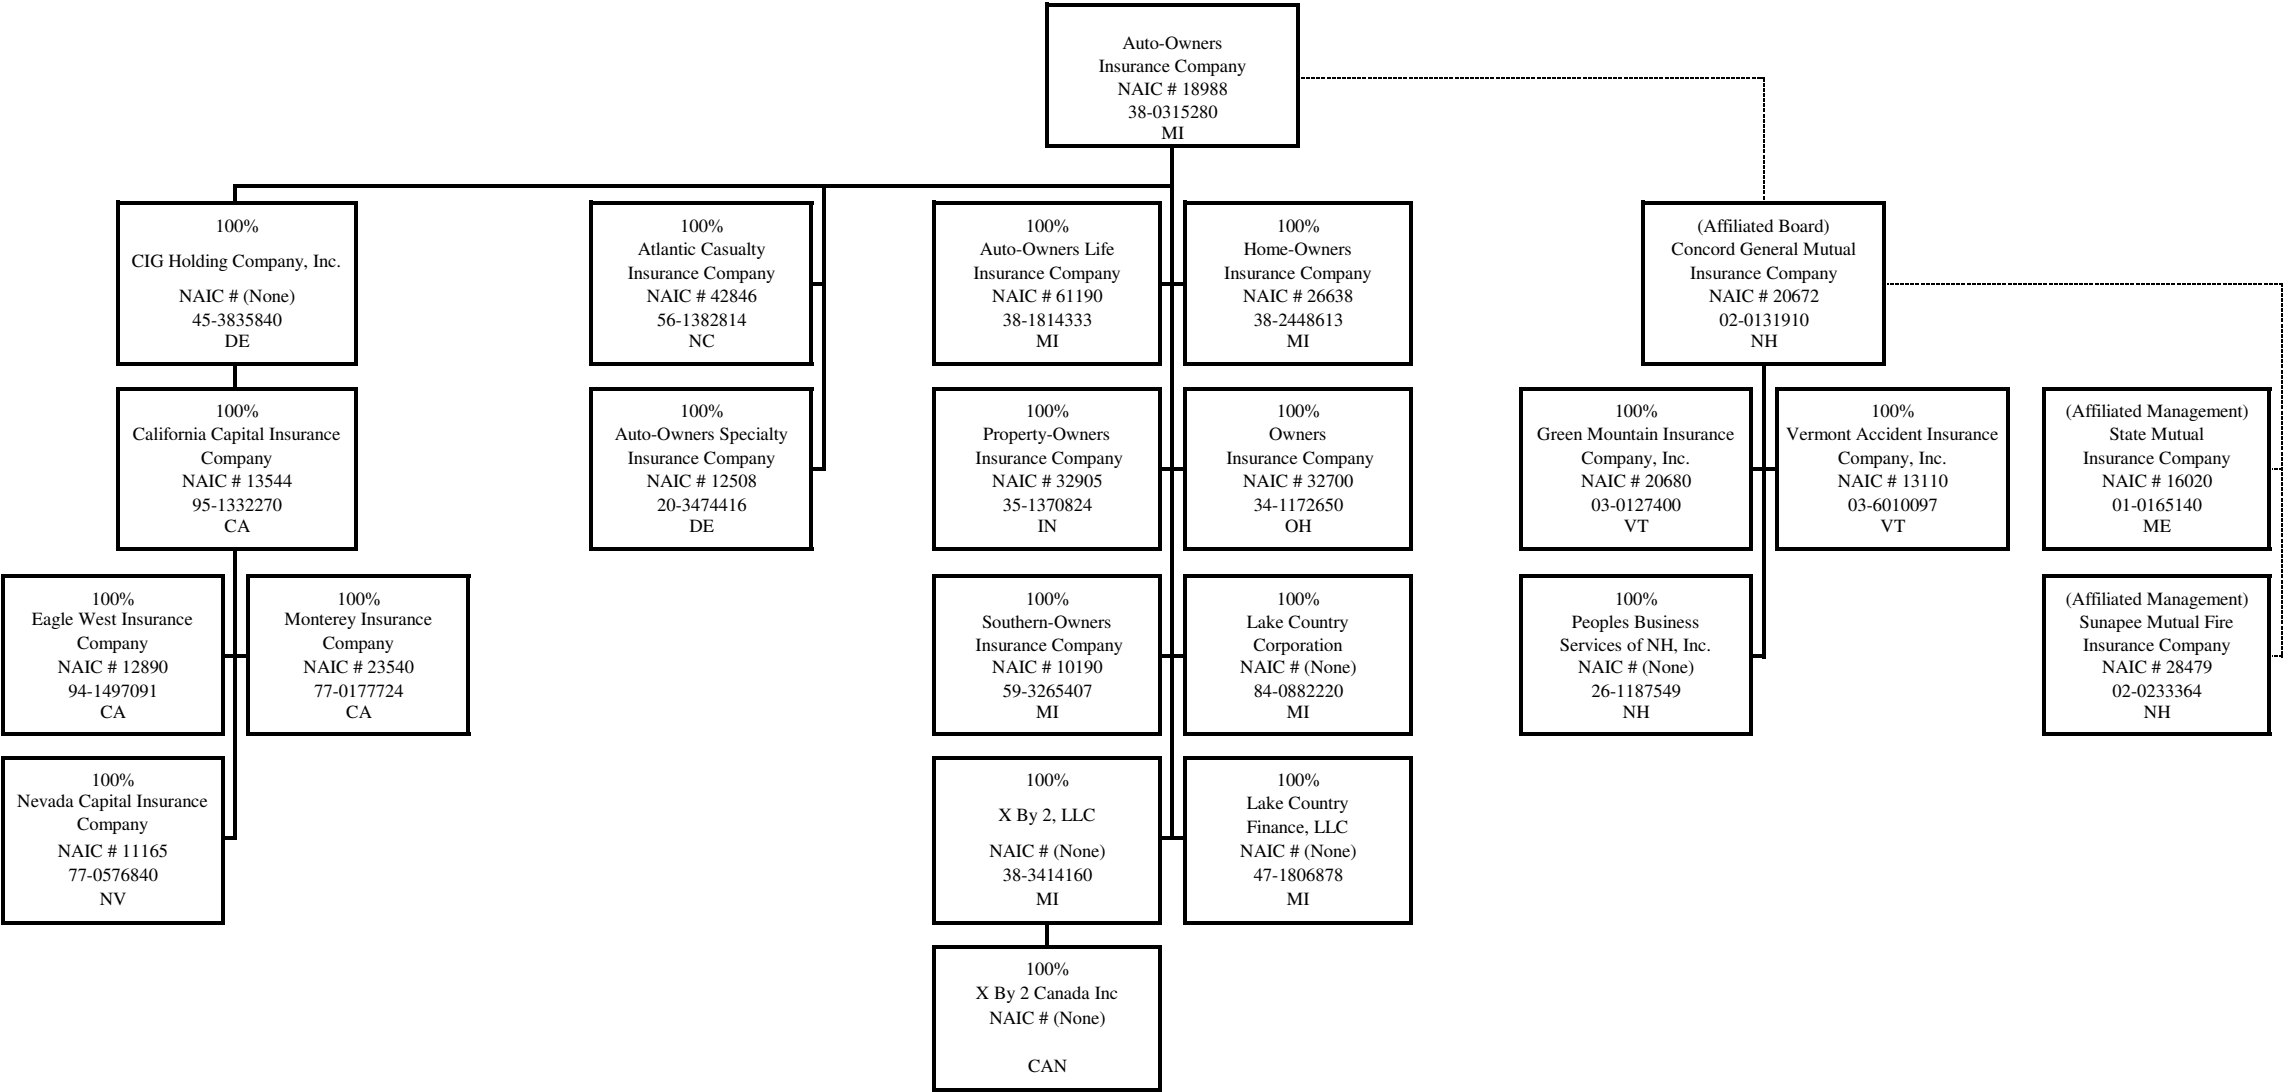 Auto-Owners
Insurance Company
NAIC # 18988
38-0315280
MI
100%
CIG Holding Company, Inc.
NAIC # (None)
45-3835840
DE
100%
Atlantic Casualty
Insurance Company
NAIC # 42846
56-1382814
NC
100%
Auto-Owners Life
Insurance Company
NAIC # 61190
38-1814333
MI
100%
Home-Owners
Insurance Company
NAIC # 26638
38-2448613
MI
(Affiliated Board)
Concord General Mutual
Insurance Company
NAIC # 20672
02-0131910
NH
100%
California Capital Insurance
Company
NAIC # 13544
95-1332270
CA
100%
Auto-Owners Specialty
Insurance Company
NAIC # 12508
20-3474416
DE
100%
Property-Owners
Insurance Company
NAIC # 32905
35-1370824
IN
100%
Owners
Insurance Company
NAIC # 32700
34-1172650
OH
100%
Green Mountain Insurance
Company, Inc.
NAIC # 20680
03-0127400
VT
100%
Vermont Accident Insurance
Company, Inc.
NAIC # 13110
03-6010097
VT
(Affiliated Management)
State Mutual
Insurance Company
NAIC # 16020
01-0165140
ME
100%
Eagle West Insurance
Company
NAIC # 12890
94-1497091
CA
100%
Monterey Insurance
Company
NAIC # 23540
77-0177724
CA
100%
Southern-Owners
Insurance Company
NAIC # 10190
59-3265407
MI
100%
Lake Country
Corporation
NAIC # (None)
84-0882220
MI
100%
Peoples Business
Services of NH, Inc.
NAIC # (None)
26-1187549
NH
(Affiliated Management)
Sunapee Mutual Fire
Insurance Company
NAIC # 28479
02-0233364
NH
100%
Nevada Capital Insurance
Company
NAIC # 11165
77-0576840
NV
100%
X By 2, LLC
NAIC # (None)
38-3414160
MI
100%
Lake Country
Finance, LLC
NAIC # (None)
47-1806878
MI
100%
X By 2 Canada Inc
NAIC # (None)
CAN